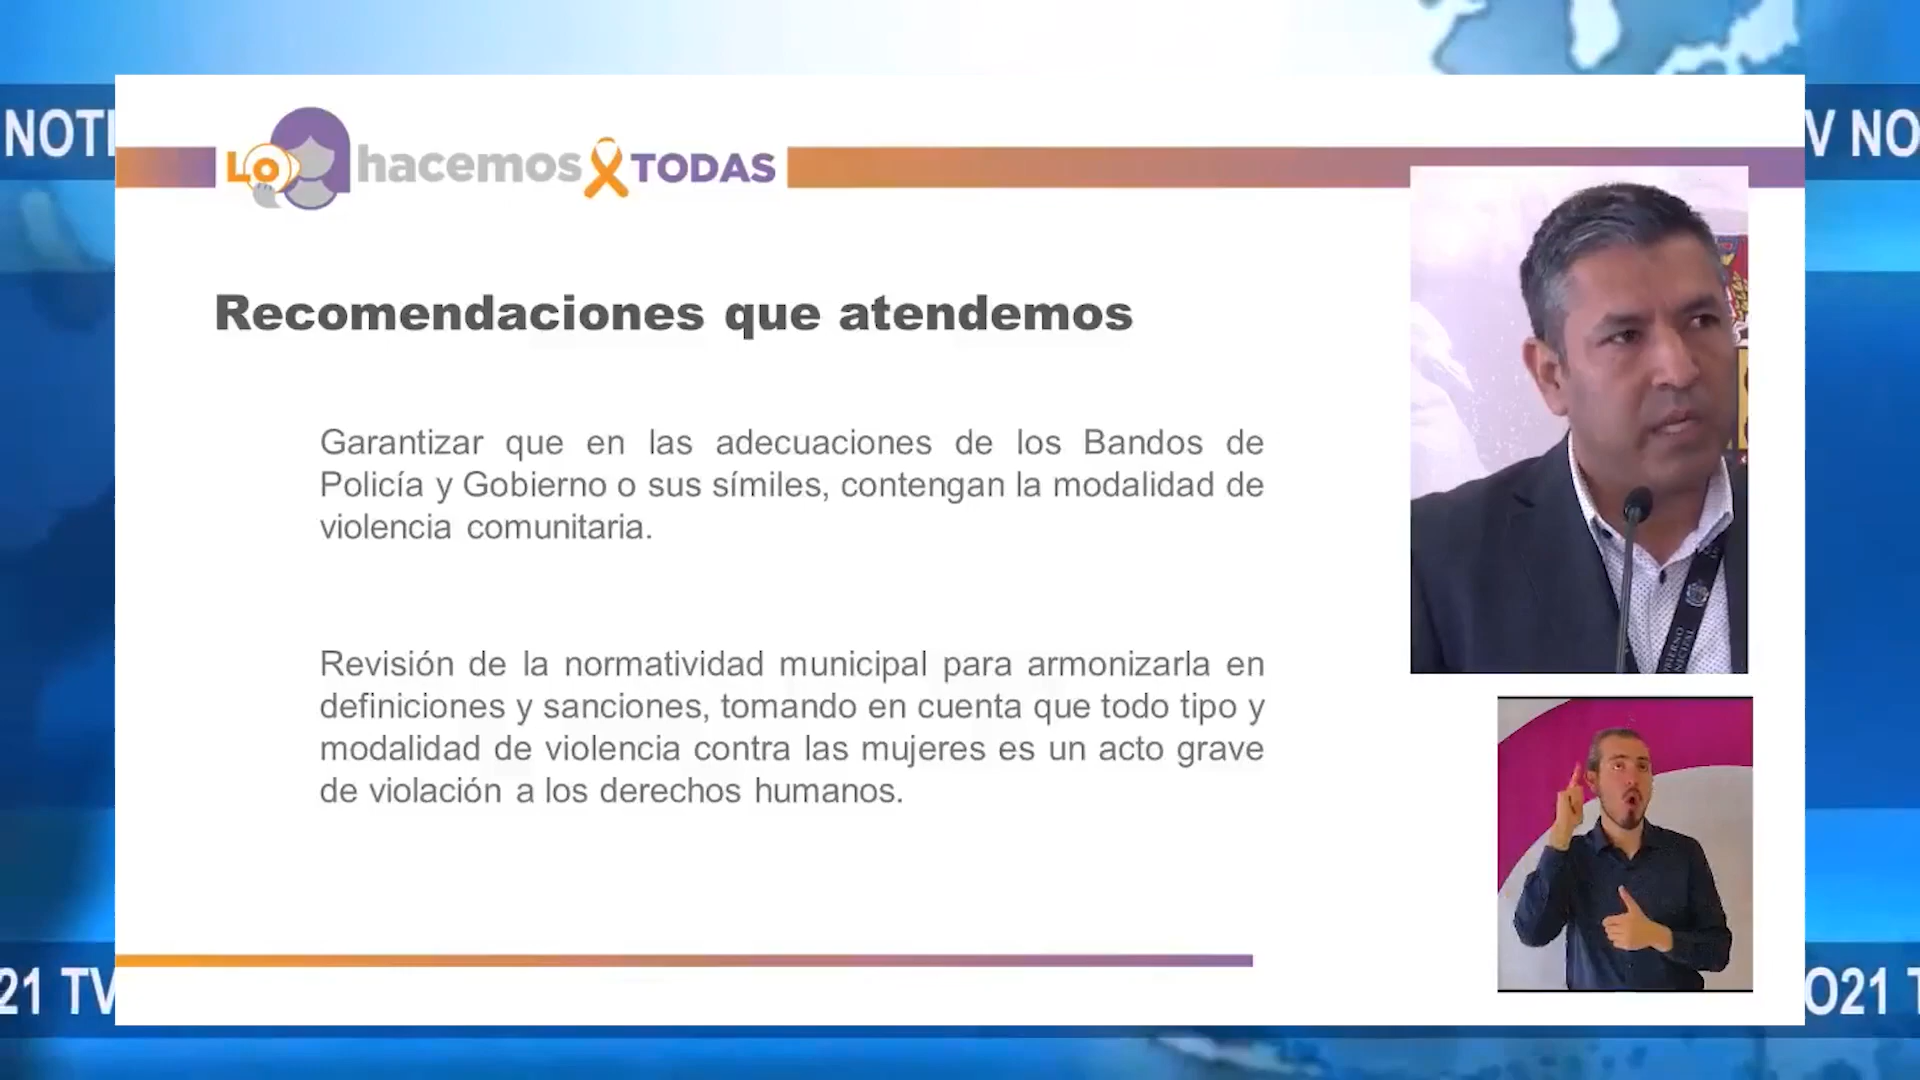 NOTI
V NO
LO hacemos TODAS
Recomendaciones que atendemos
Garantizar que en las adecuaciones de los Bandos de
Policía y Gobierno o sus símiles, contengan la modalidad de
violencia comunitaria.
Revisión de la normatividad municipal para armonizarla en
definiciones y sanciones, tomando en cuenta que todo tipo y
modalidad de violencia contra las mujeres es un acto grave
de violación a los derechos humanos.
21 TV
O21 T